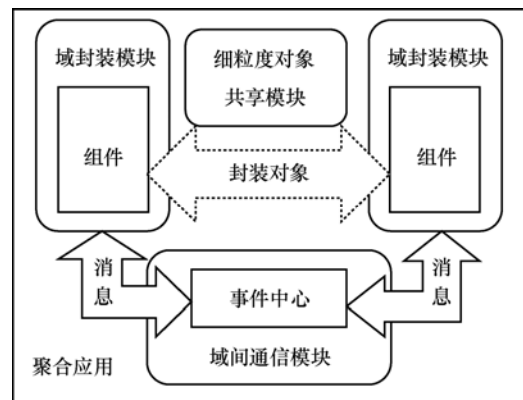 域封装模块
细粒度对象
共享模块
域封装模块
组件
组件
封装对象
消
息
消
息
事件中心
域间通信模块
聚合应用